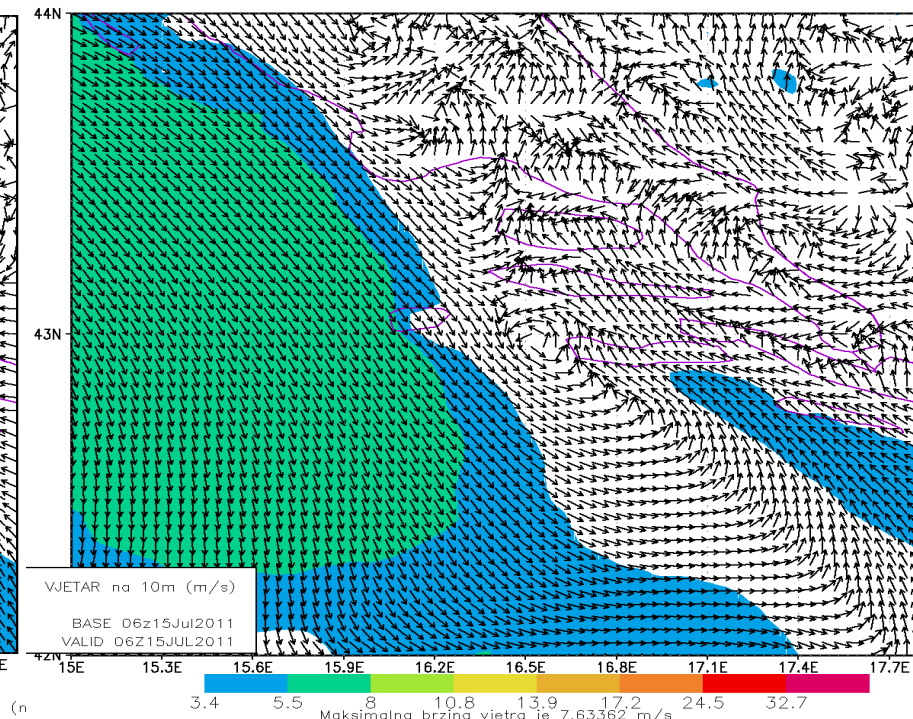 44N
43N
42N
VJETAR na 10m (m/s)
BASE 06z15Jul2011
VALID 06Z15JUL2011
E 15E 15.3E 15.6E 15.9E 16.2E 16.5E 16.8E 17.1E 17.4E 17.7E
3.4 5.5 8 10.8 13.9 17.2 24.5 32.7
(n
Maksimalna brzina vjetra je 7.63362 m/s